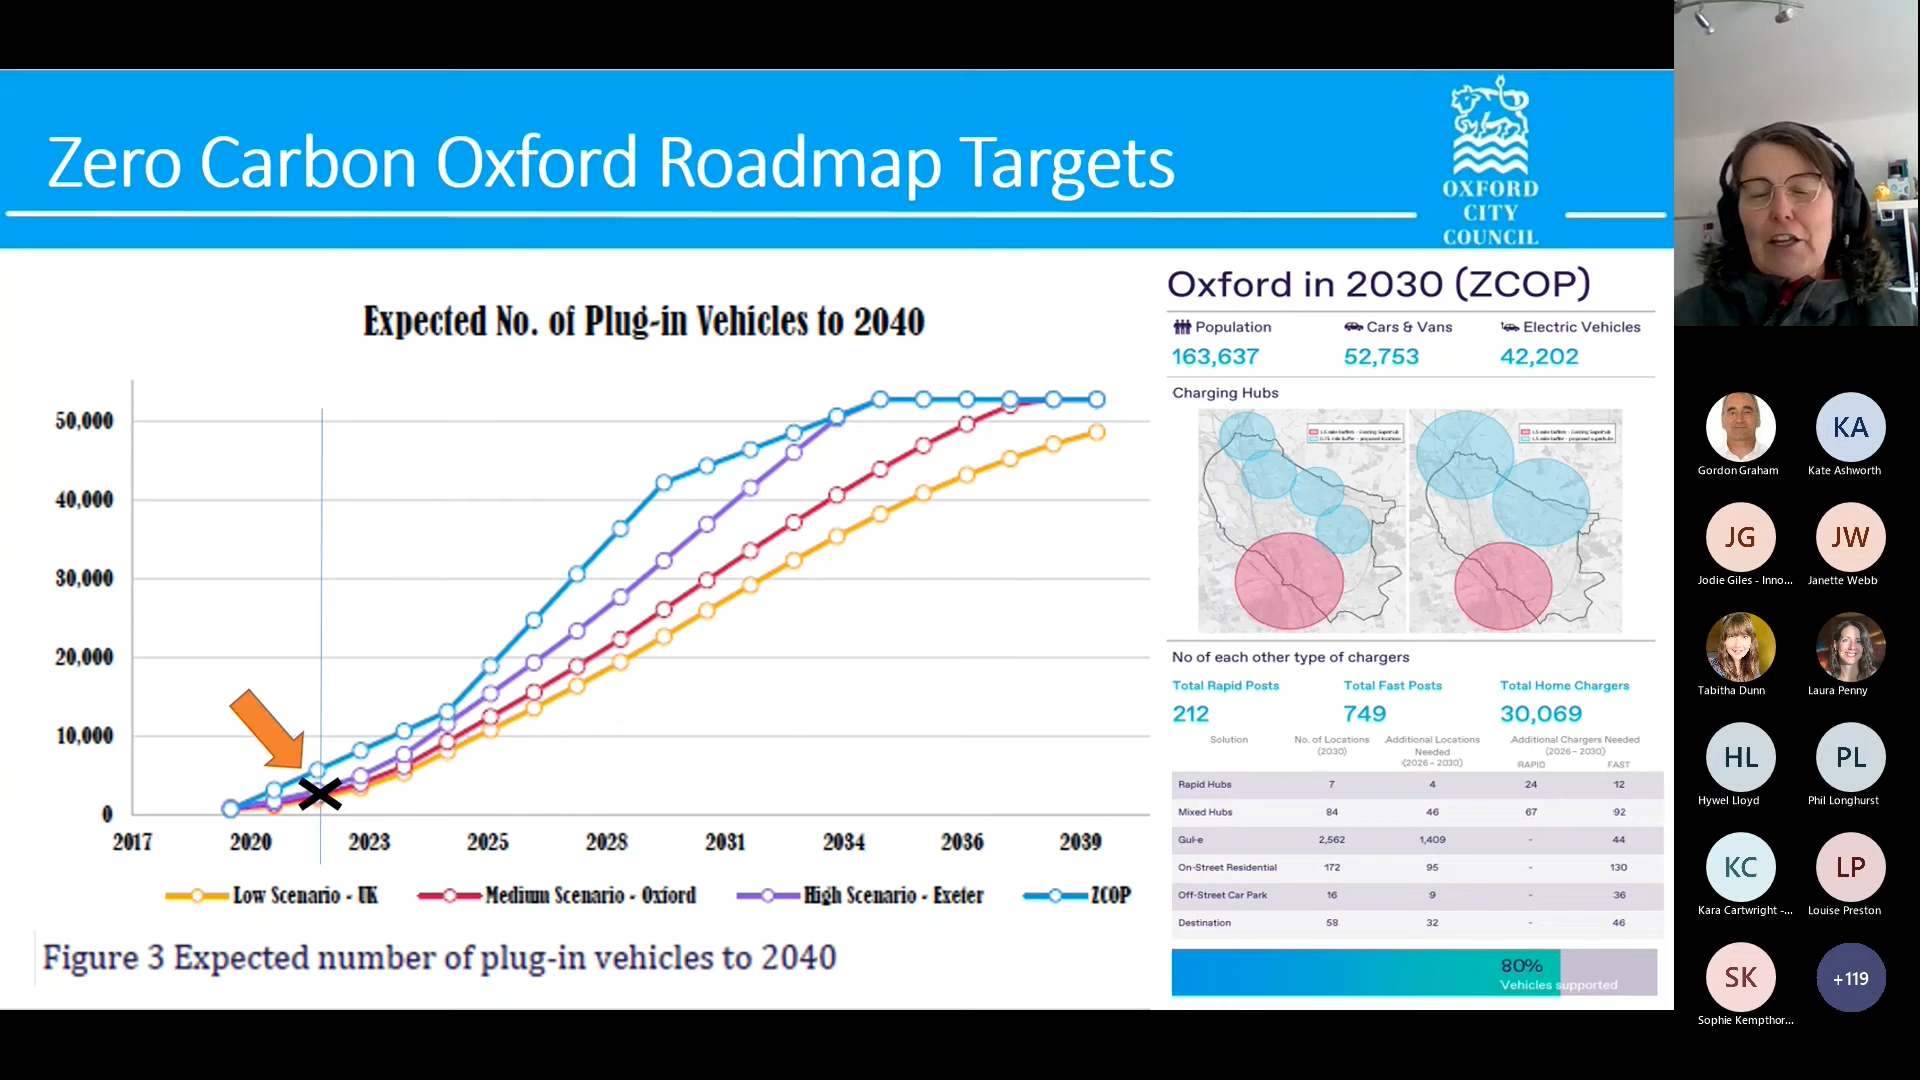 Zero Carbon Oxford Roadmap Targets
OXFORD
CITY
COUNCIL
Expected No. of Plug-in Vehicles to 2040
50,000
40,000
30,000
20,000
10,000
0
2017 2020 2023 2025 2028 2031 2034 2036 2039
Low Scenario - UK Medium Scenario - Oxford High Scenario - Exeter ZCOP
Figure 3 Expected number of plug-in vehicles to 2040
Oxford in 2030 (ZCOP)
Population Cars & Vans Electric Vehicles
163,637 52,753 42,202
Charging Hubs
No of each other type of chargers
Total Rapid Posts Total Fast Posts Total Home Chargers
212 749 30,069
Solution No. of Locations (2030) Additional Locations Needed (2026 – 2030) Additional Chargers Needed (2026 – 2030)
RAPID FAST
Rapid Hubs 7 4 24 12
Mixed Hubs 84 46 67 92
Gul-e 2,562 1,409 - 44
On-Street Residential 172 95 - 130
Off-Street Car Park 16 9 - 36
Destination 58 32 - 46
80%
Vehicles supported
Gordon Graham
KA
Kate Ashworth
JG
Jodie Giles - Inno...
JW
Janette Webb
Tabitha Dunn
Laura Penny
HL
Hywel Lloyd
PL
Phil Longhurst
KC
Kara Cartwright -...
LP
Louise Preston
SK
Sophie Kempthor...
+119